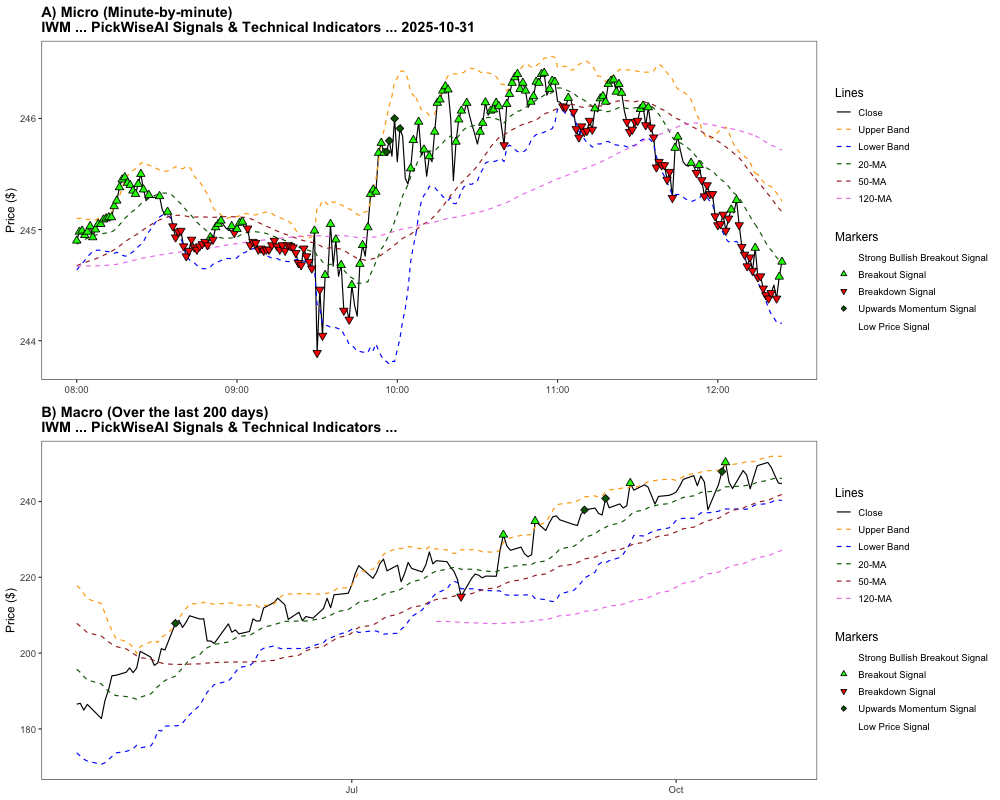 A) Micro (Minute-by-minute)
IWM ... PickWiseAI Signals & Technical Indicators ... 2025-10-31
Price ($)
246
245
244
08:00
09:00
10:00
11:00
12:00
Lines
Close
Upper Band
Lower Band
20-MA
50-MA
120-MA
Markers
Strong Bullish Breakout Signal
Breakout Signal
Breakdown Signal
Upwards Momentum Signal
Low Price Signal
B) Macro (Over the last 200 days)
IWM ... PickWiseAI Signals & Technical Indicators ...
Price ($)
240
220
200
180
Jul
Oct
Lines
Close
Upper Band
Lower Band
20-MA
50-MA
120-MA
Markers
Strong Bullish Breakout Signal
Breakout Signal
Breakdown Signal
Upwards Momentum Signal
Low Price Signal